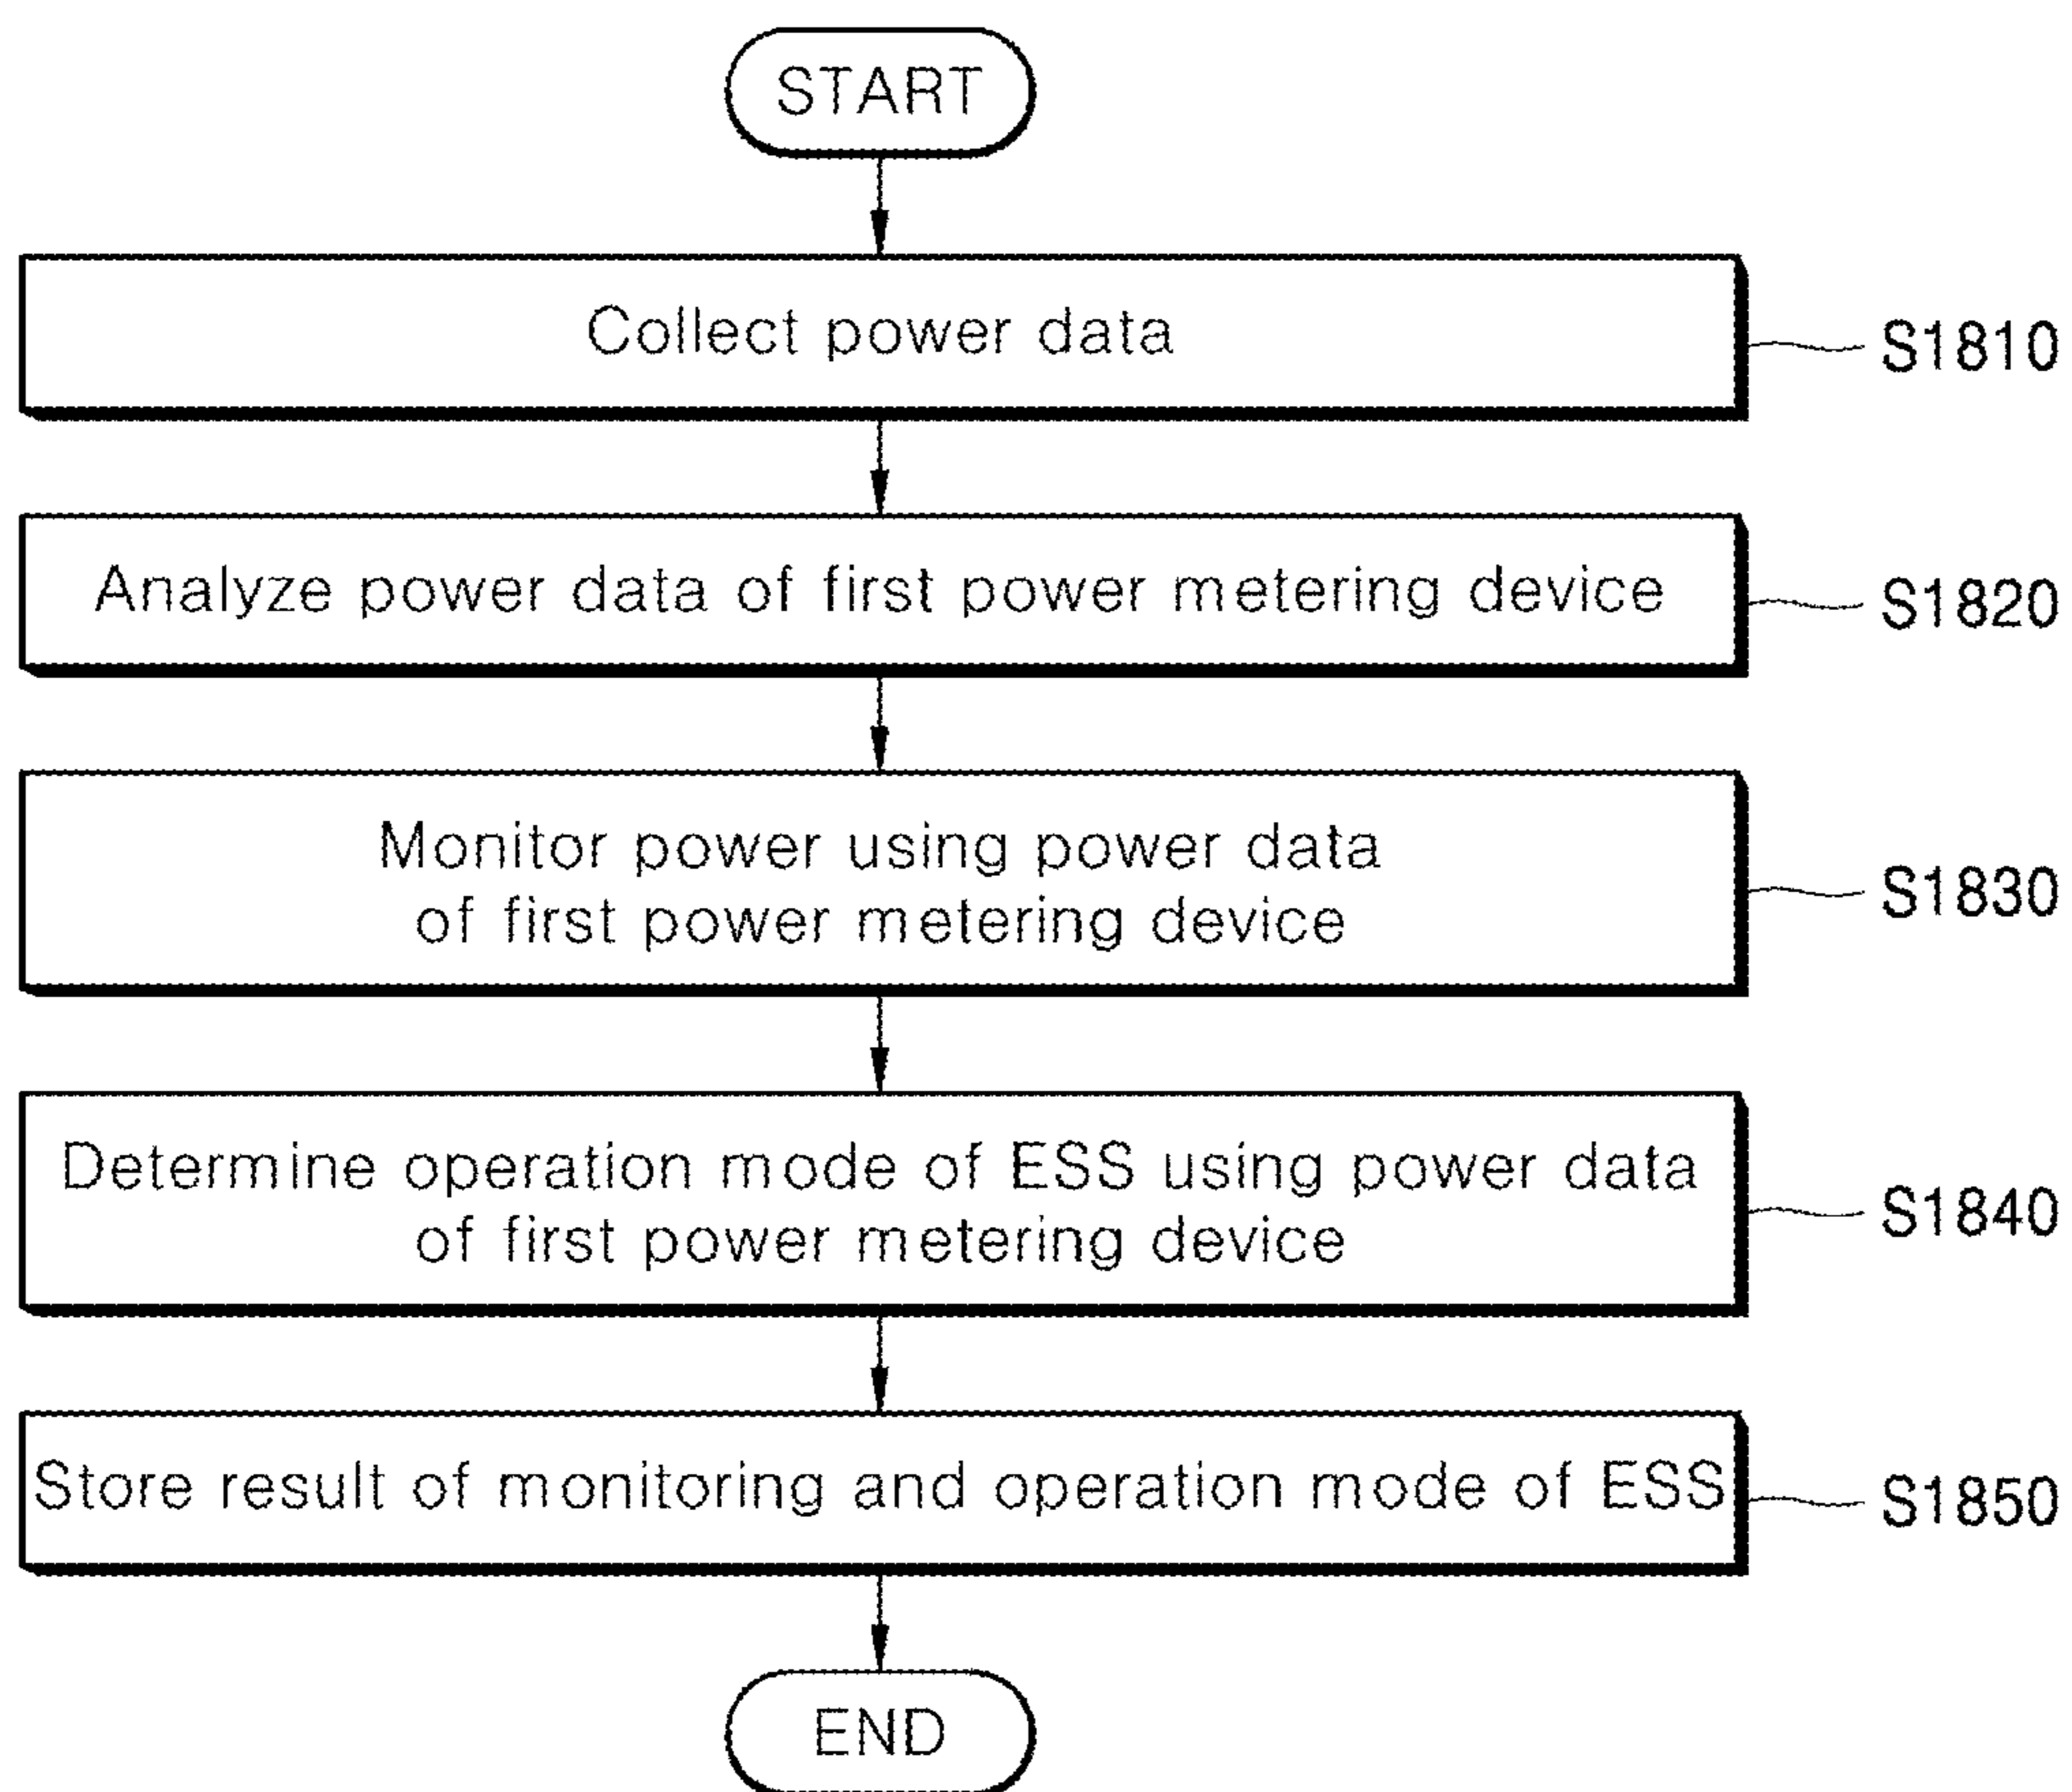 START
Collect power data
S1810
Analyze power data of first power metering device
S1820
Monitor power using power data
of first power metering device
S1830
Determine operation mode of ESS using power data
of first power metering device
S1840
Store result of monitoring and operation mode of ESS
S1850
END